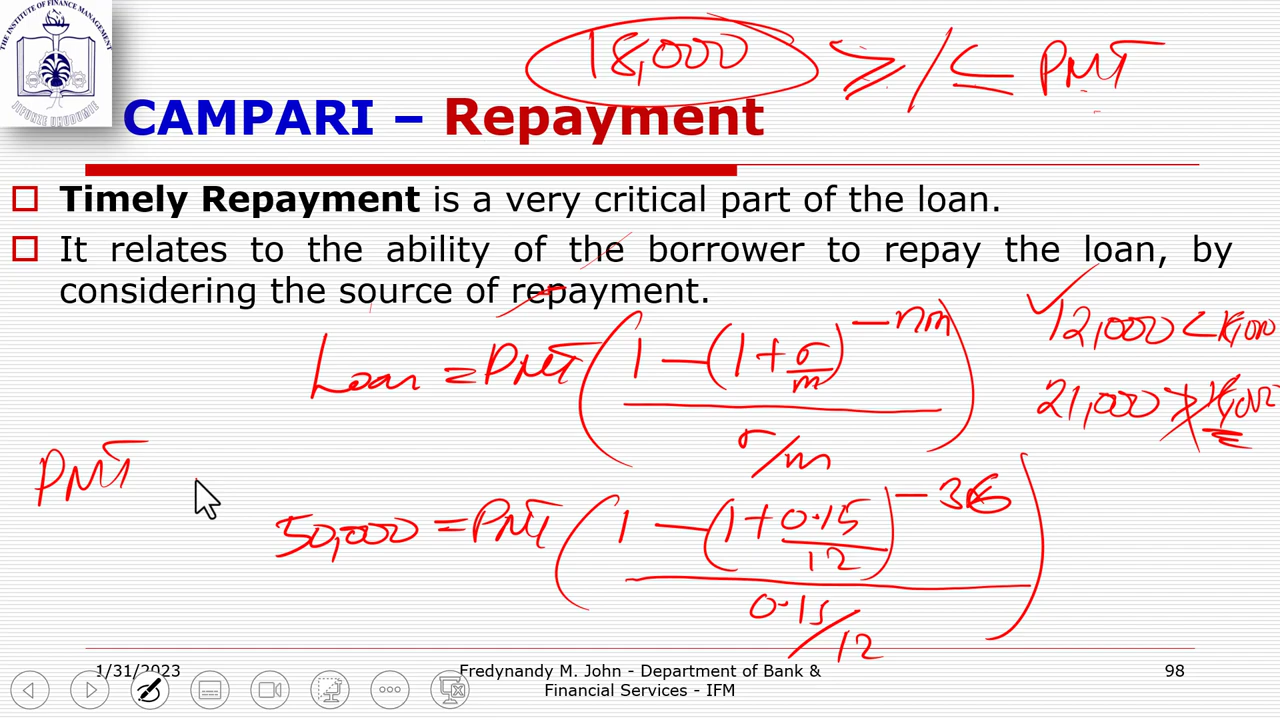 THE INSTITUTE OF FINANCE MANAGEMENT
18,000 ≥/≤ PMT
CAMPARI – Repayment
Timely Repayment is a very critical part of the loan.
It relates to the ability of the borrower to repay the loan, by
considering the source of repayment.
Loan = PMT (1 – (1 + r/m)^–nm / r/m)
12,000 < 18,000
21,000 > 18,000
PMT
50,000 = PMT (1 – (1 + 0.15/12)^–36 / 0.15/12)
1/31/2023
Fredynandy M. John - Department of Bank &
Financial Services - IFM
98